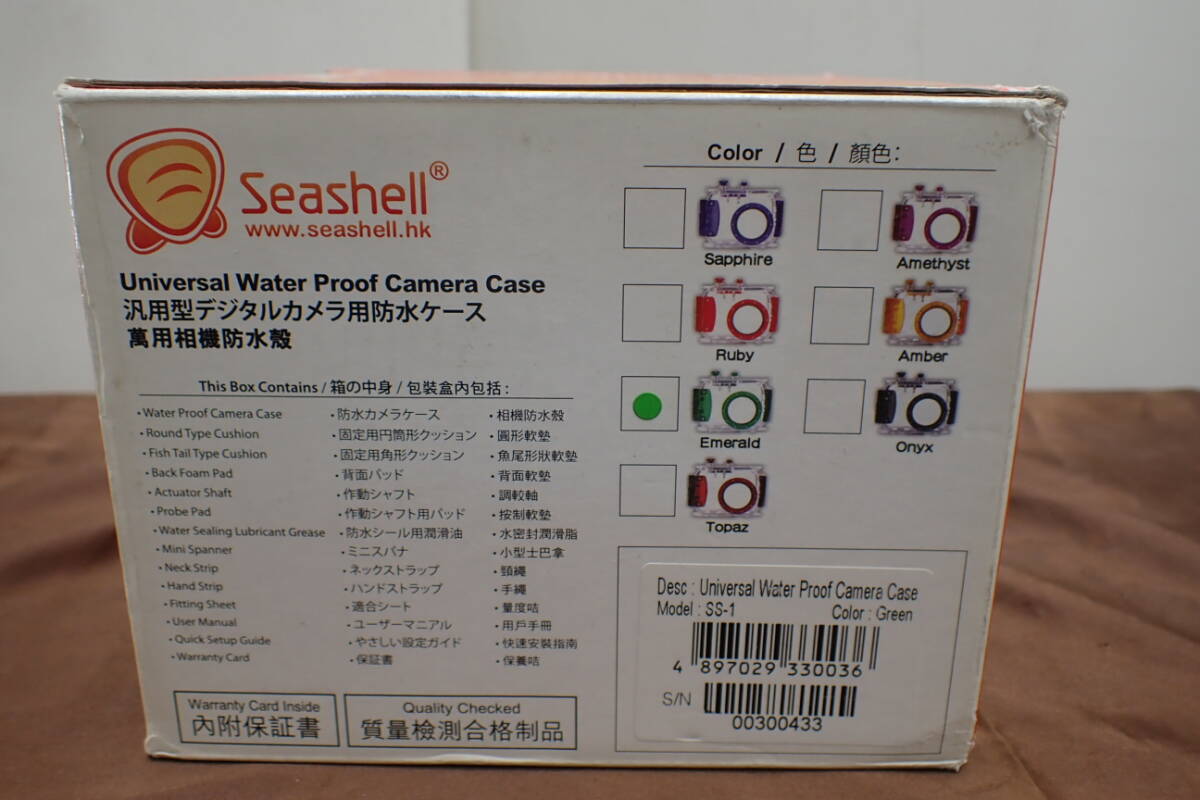 Seashell®
www.seashell.hk
Universal Water Proof Camera Case
汎用型デジタルカメラ用防水ケース
萬用相機防水殼
This Box Contains / 箱の中身 / 包裝盒內包括 :
• Water Proof Camera Case
• Round Type Cushion
• Fish Tail Type Cushion
• Back Foam Pad
• Actuator Shaft
• Probe Pad
• Water Sealing Lubricant Grease
• Mini Spanner
• Neck Strip
• Hand Strip
• Fitting Sheet
• User Manual
• Quick Setup Guide
• Warranty Card
• 防水カメラケース
• 固定用円筒形クッション
• 固定用角形クッション
• 背面パッド
• 作動シャフト
• 作動シャフト用パッド
• 防水シール用潤滑油
• ミニスパナ
• ネックストラップ
• ハンドストラップ
• 適合シート
• ユーザーマニアル
• やさしい設定ガイド
• 保証書
• 相機防水殼
• 圓形軟墊
• 魚尾形狀軟墊
• 背面軟墊
• 調較軸
• 按制軟墊
• 水密封潤滑脂
• 小型士巴拿
• 頸繩
• 手繩
• 量度咭
• 用戶手冊
• 快速安裝指南
• 保養咭
Warranty Card Inside
內附保証書
Quality Checked
質量檢測合格制品
Color / 色 / 顏色:
Sapphire
Amethyst
Ruby
Amber
Emerald
Onyx
Topaz
Desc : Universal Water Proof Camera Case
Model : SS-1 Color : Green
4 897029 330036
S/N
00300433